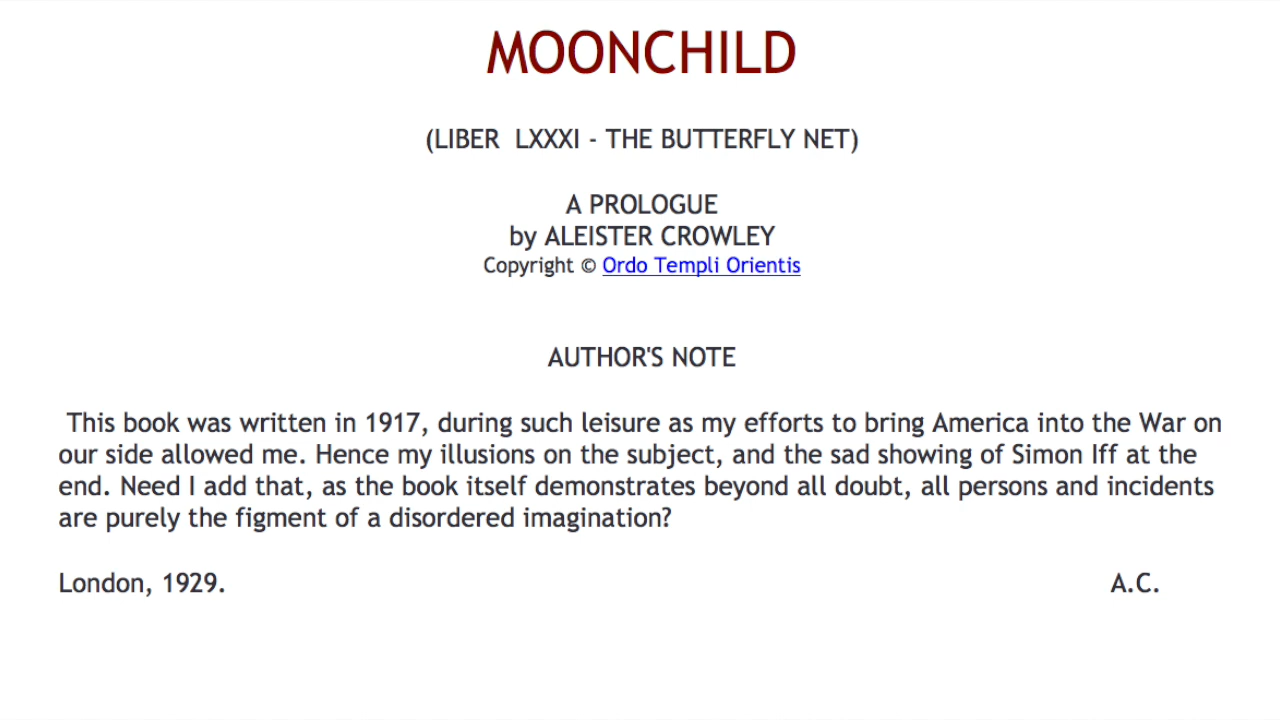 MOONCHILD
(LIBER LXXXI - THE BUTTERFLY NET)
A PROLOGUE
by ALEISTER CROWLEY
Copyright © Ordo Templi Orientis
AUTHOR'S NOTE
This book was written in 1917, during such leisure as my efforts to bring America into the War on
our side allowed me. Hence my illusions on the subject, and the sad showing of Simon Iff at the
end. Need I add that, as the book itself demonstrates beyond all doubt, all persons and incidents
are purely the figment of a disordered imagination?
London, 1929. A.C.